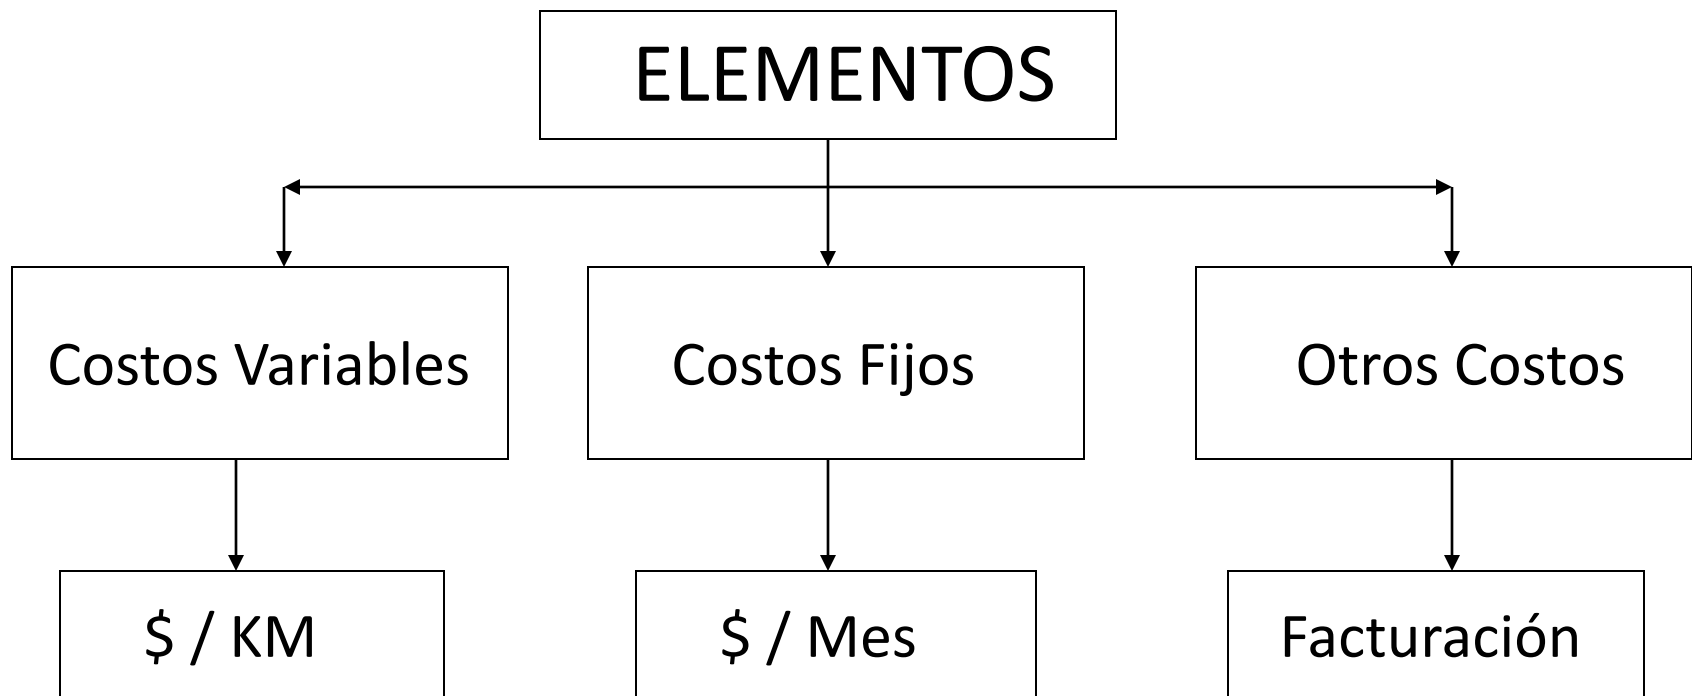 ELEMENTOS
Costos Variables
Costos Fijos
Otros Costos
$ / KM
$ / Mes
Facturación